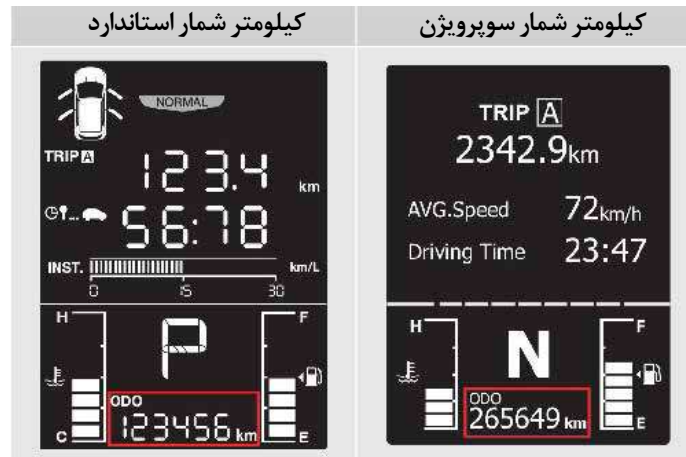 کیلومتر شمار استاندارد
کیلومتر شمار سوپرویژن
NORMAL
TRIP A
123.4 km
56:78
INST. km/L
0 15 30
H F
P
C E
ODO
123456 km
TRIP A
2342.9km
AVG.Speed 72km/h
Driving Time 23:47
H F
N
E
ODO
265649 km